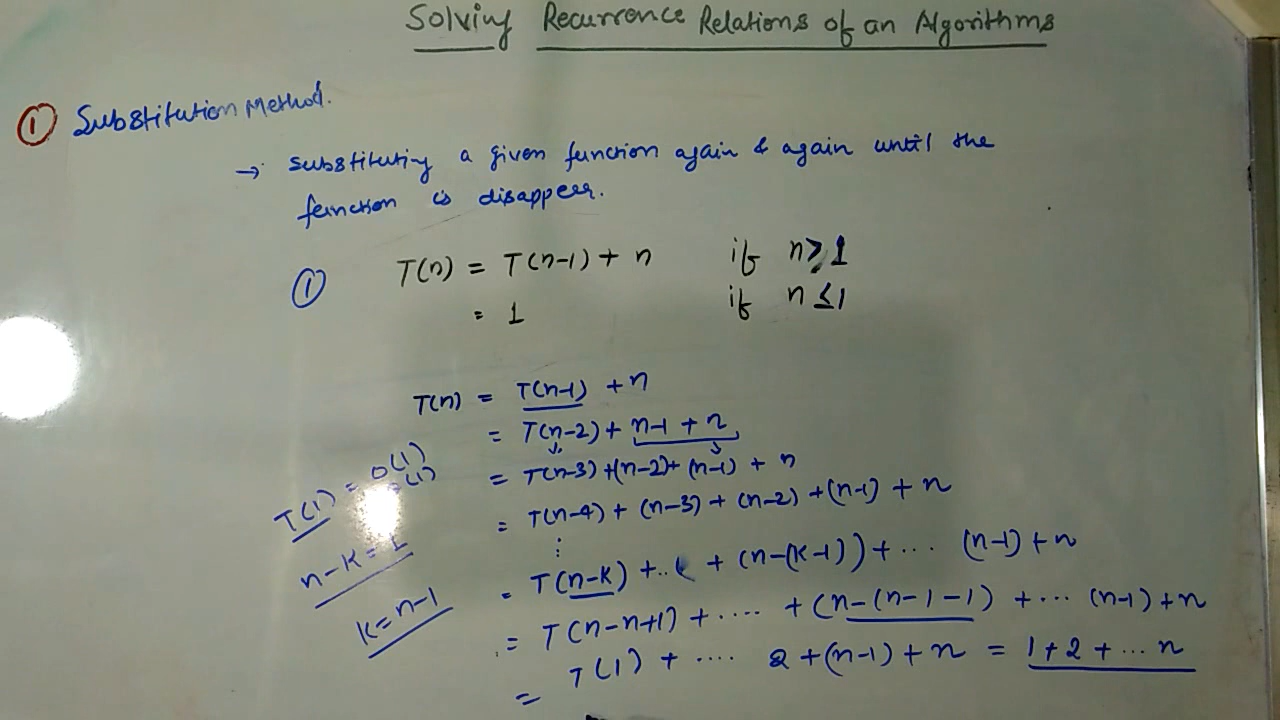 Solving Recurrence Relations of an Algorithms
① Substitution Method.
→ substituting a given function again & again until the
function is disappear.
① T(n) = T(n-1) + n if n≥1
= 1 if n≤1
T(n) = T(n-1) + n
= T(n-2) + n-1 + n
= T(n-3) + (n-2) + (n-1) + n
= T(n-4) + (n-3) + (n-2) + (n-1) + n
⋮
= T(n-k) + .. + (n-(k-1)) + ... (n-1) + n
= T(n-n+1) + .... + (n-(n-1-1) + ... (n-1) + n
= T(1) + .... 2 + (n-1) + n = 1+2+ ... n
T(1) = O(1)
= (1)
n-k = 1
k = n-1